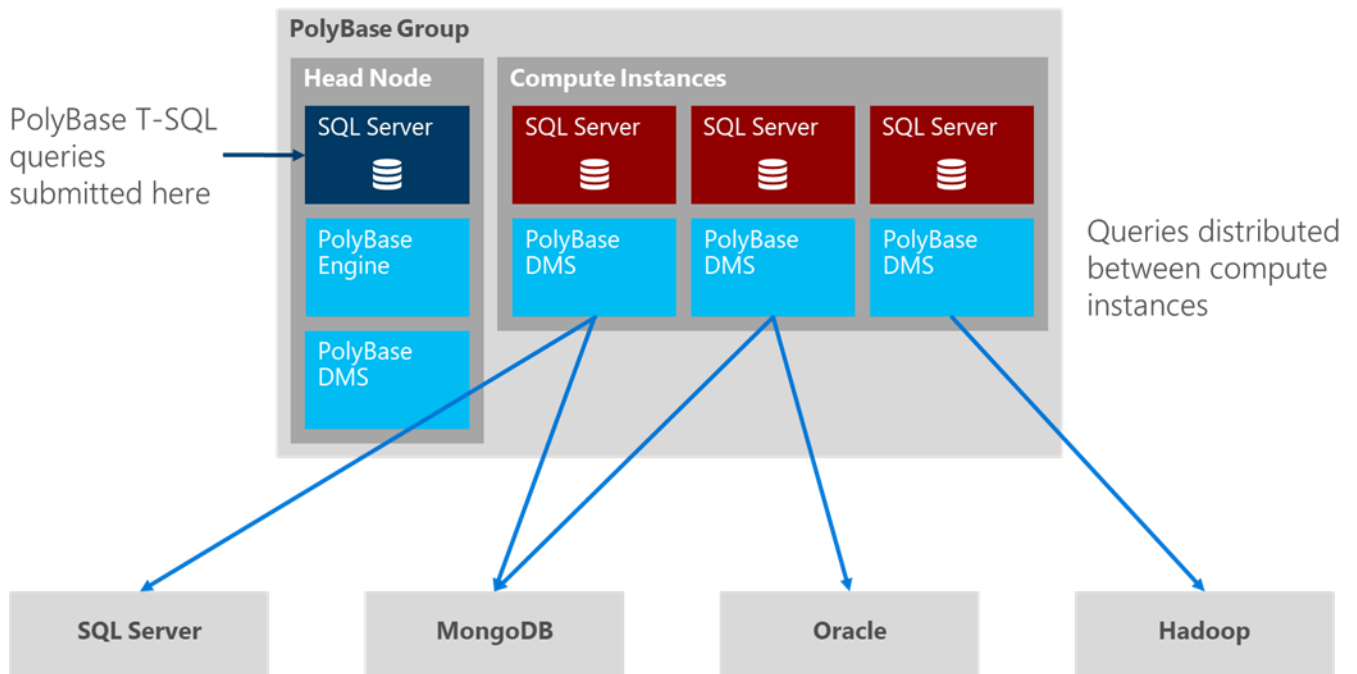 PolyBase Group
Head Node
Compute Instances
PolyBase T-SQL
queries
submitted here
SQL Server
SQL Server
SQL Server
SQL Server
PolyBase
Engine
PolyBase
DMS
PolyBase
DMS
PolyBase
DMS
PolyBase
DMS
Queries distributed
between compute
instances
SQL Server
MongoDB
Oracle
Hadoop